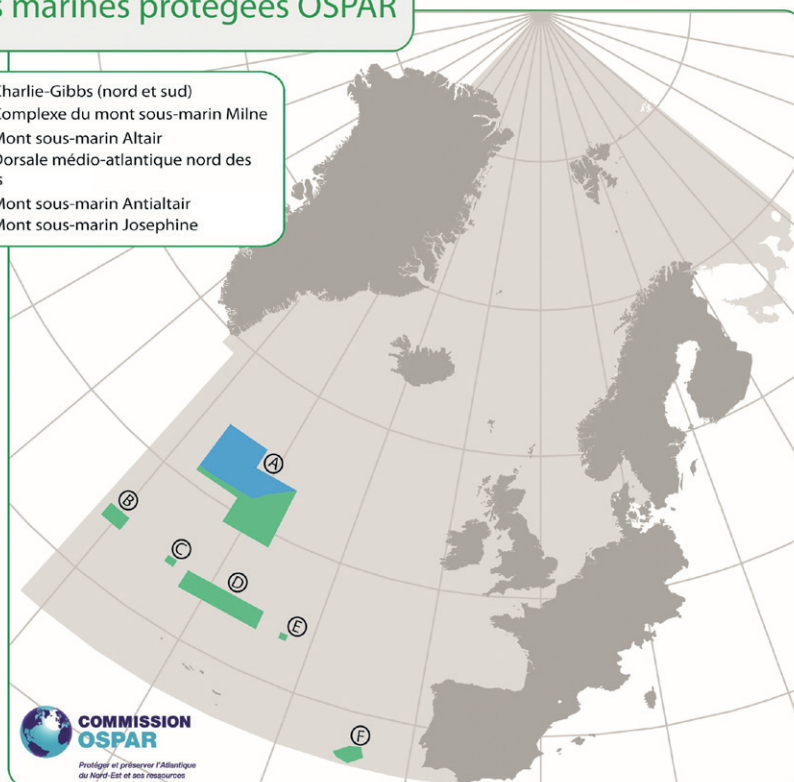 s marines protégées OSPAR
Charlie-Gibbs (nord et sud)
Complexe du mont sous-marin Milne
Mont sous-marin Altair
Dorsale médio-atlantique nord des
s
Mont sous-marin Antialtair
Mont sous-marin Josephine
A
B
C
D
E
F
COMMISSION
OSPAR
Protéger et préserver l'Atlantique
du Nord-Est et ses ressources